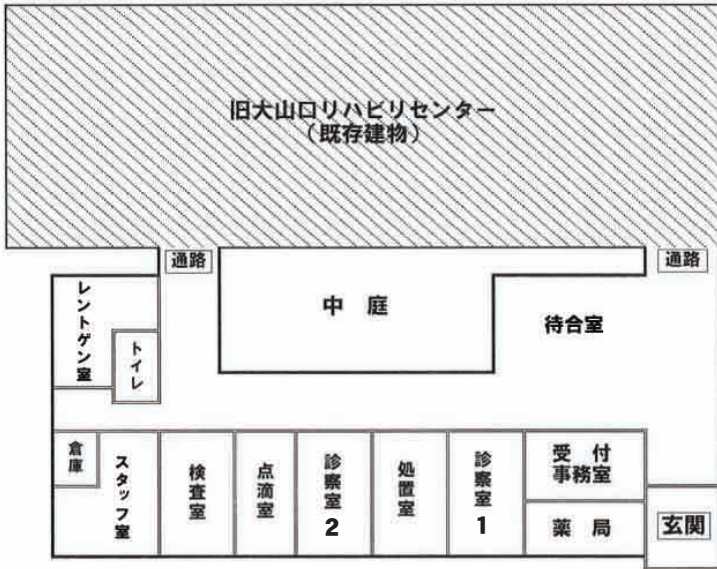 旧大山口リハビリセンター
(既存建物)
通路
通路
レントゲン室
トイレ
中庭
待合室
倉庫
スタッフ室
検査室
点滴室
診察室
2
処置室
診察室
1
受付
事務室
薬局
玄関